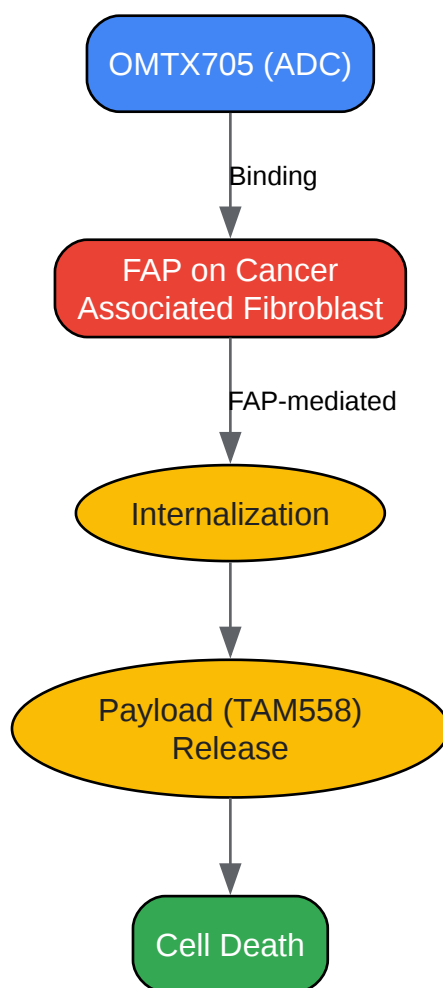 OMTX705 (ADC)
Binding
FAP on Cancer
Associated Fibroblast
FAP-mediated
Internalization
Payload (TAM558)
Release
Cell Death